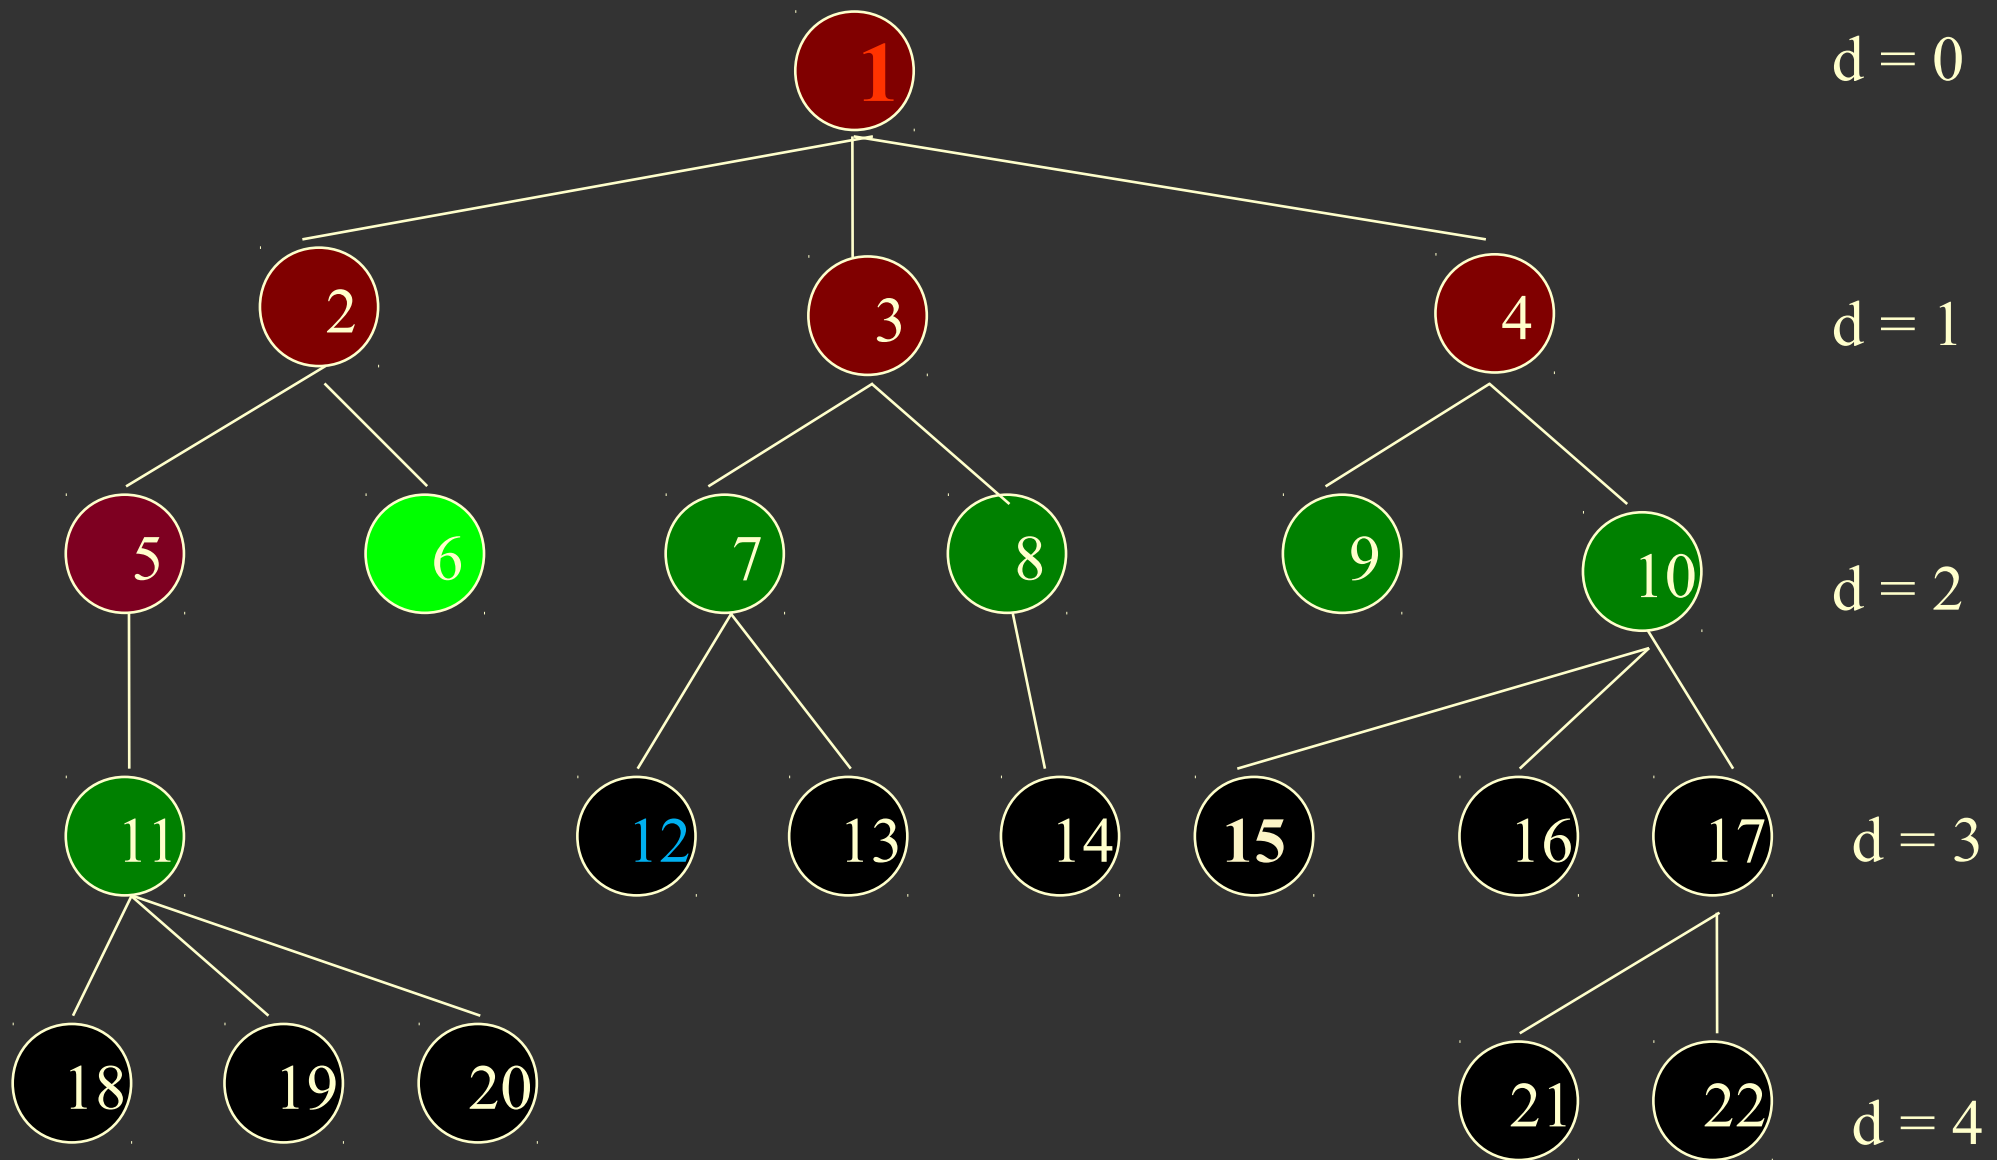 1 d = 0
2 3 4 d = 1
5 6 7 8 9 10 d = 2
11 12 13 14 15 16 17 d = 3
18 19 20 21 22 d = 4